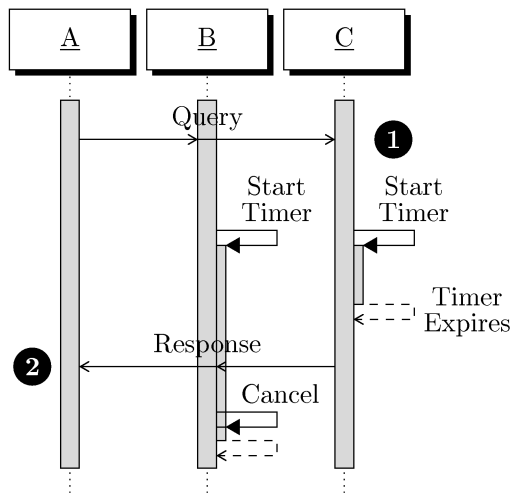 A
B
C
Query
1
Start
Timer
Start
Timer
Timer
Expires
Response
2
Cancel